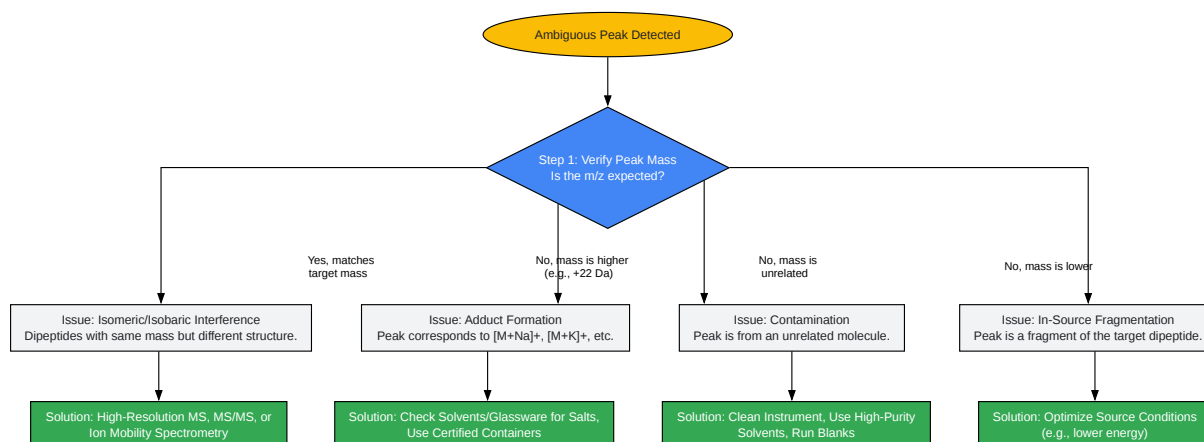 Ambiguous Peak Detected
Step 1: Verify Peak Mass
Is the m/z expected?
Yes, matches
target mass
No, mass is higher
(e.g., +22 Da)
No, mass is
unrelated
No, mass is lower
Issue: Isomeric/Isobaric Interference
Dipeptides with same mass but different structure.
Issue: Adduct Formation
Peak corresponds to [M+Na]+, [M+K]+, etc.
Issue: Contamination
Peak is from an unrelated molecule.
Issue: In-Source Fragmentation
Peak is a fragment of the target dipeptide.
Solution: High-Resolution MS, MS/MS, or
Ion Mobility Spectrometry
Solution: Check Solvents/Glassware for Salts,
Use Certified Containers
Solution: Clean Instrument, Use High-Purity
Solvents, Run Blanks
Solution: Optimize Source Conditions
(e.g., lower energy)